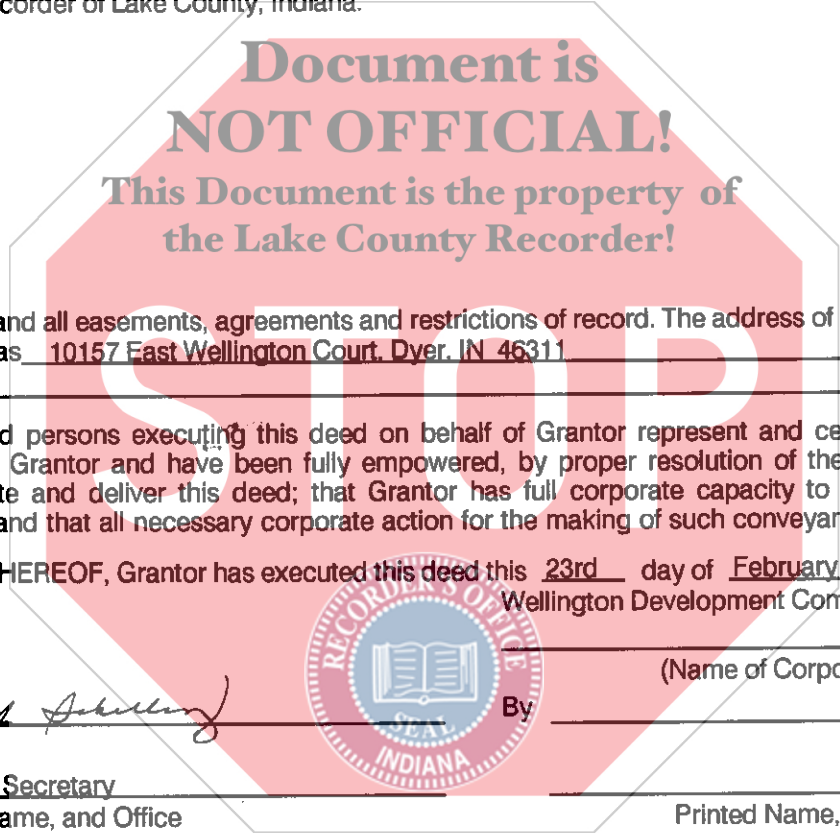 corder of Lake County, Indiana.
Document is
NOT OFFICIAL!
This Document is the property of
the Lake County Recorder!
STOP
and all easements, agreements and restrictions of record. The address of
as 10157 East Wellington Court, Dyer, IN 46311
d persons executing this deed on behalf of Grantor represent and ce
Grantor and have been fully empowered, by proper resolution of the
te and deliver this deed; that Grantor has full corporate capacity to
and that all necessary corporate action for the making of such conveyan
HEREOF, Grantor has executed this deed this 23rd day of February
Wellington Development Com
(Name of Corpo
RECORDER'S OFFICE
SEAL
INDIANA
Schilling
By
Secretary
ame, and Office
Printed Name,